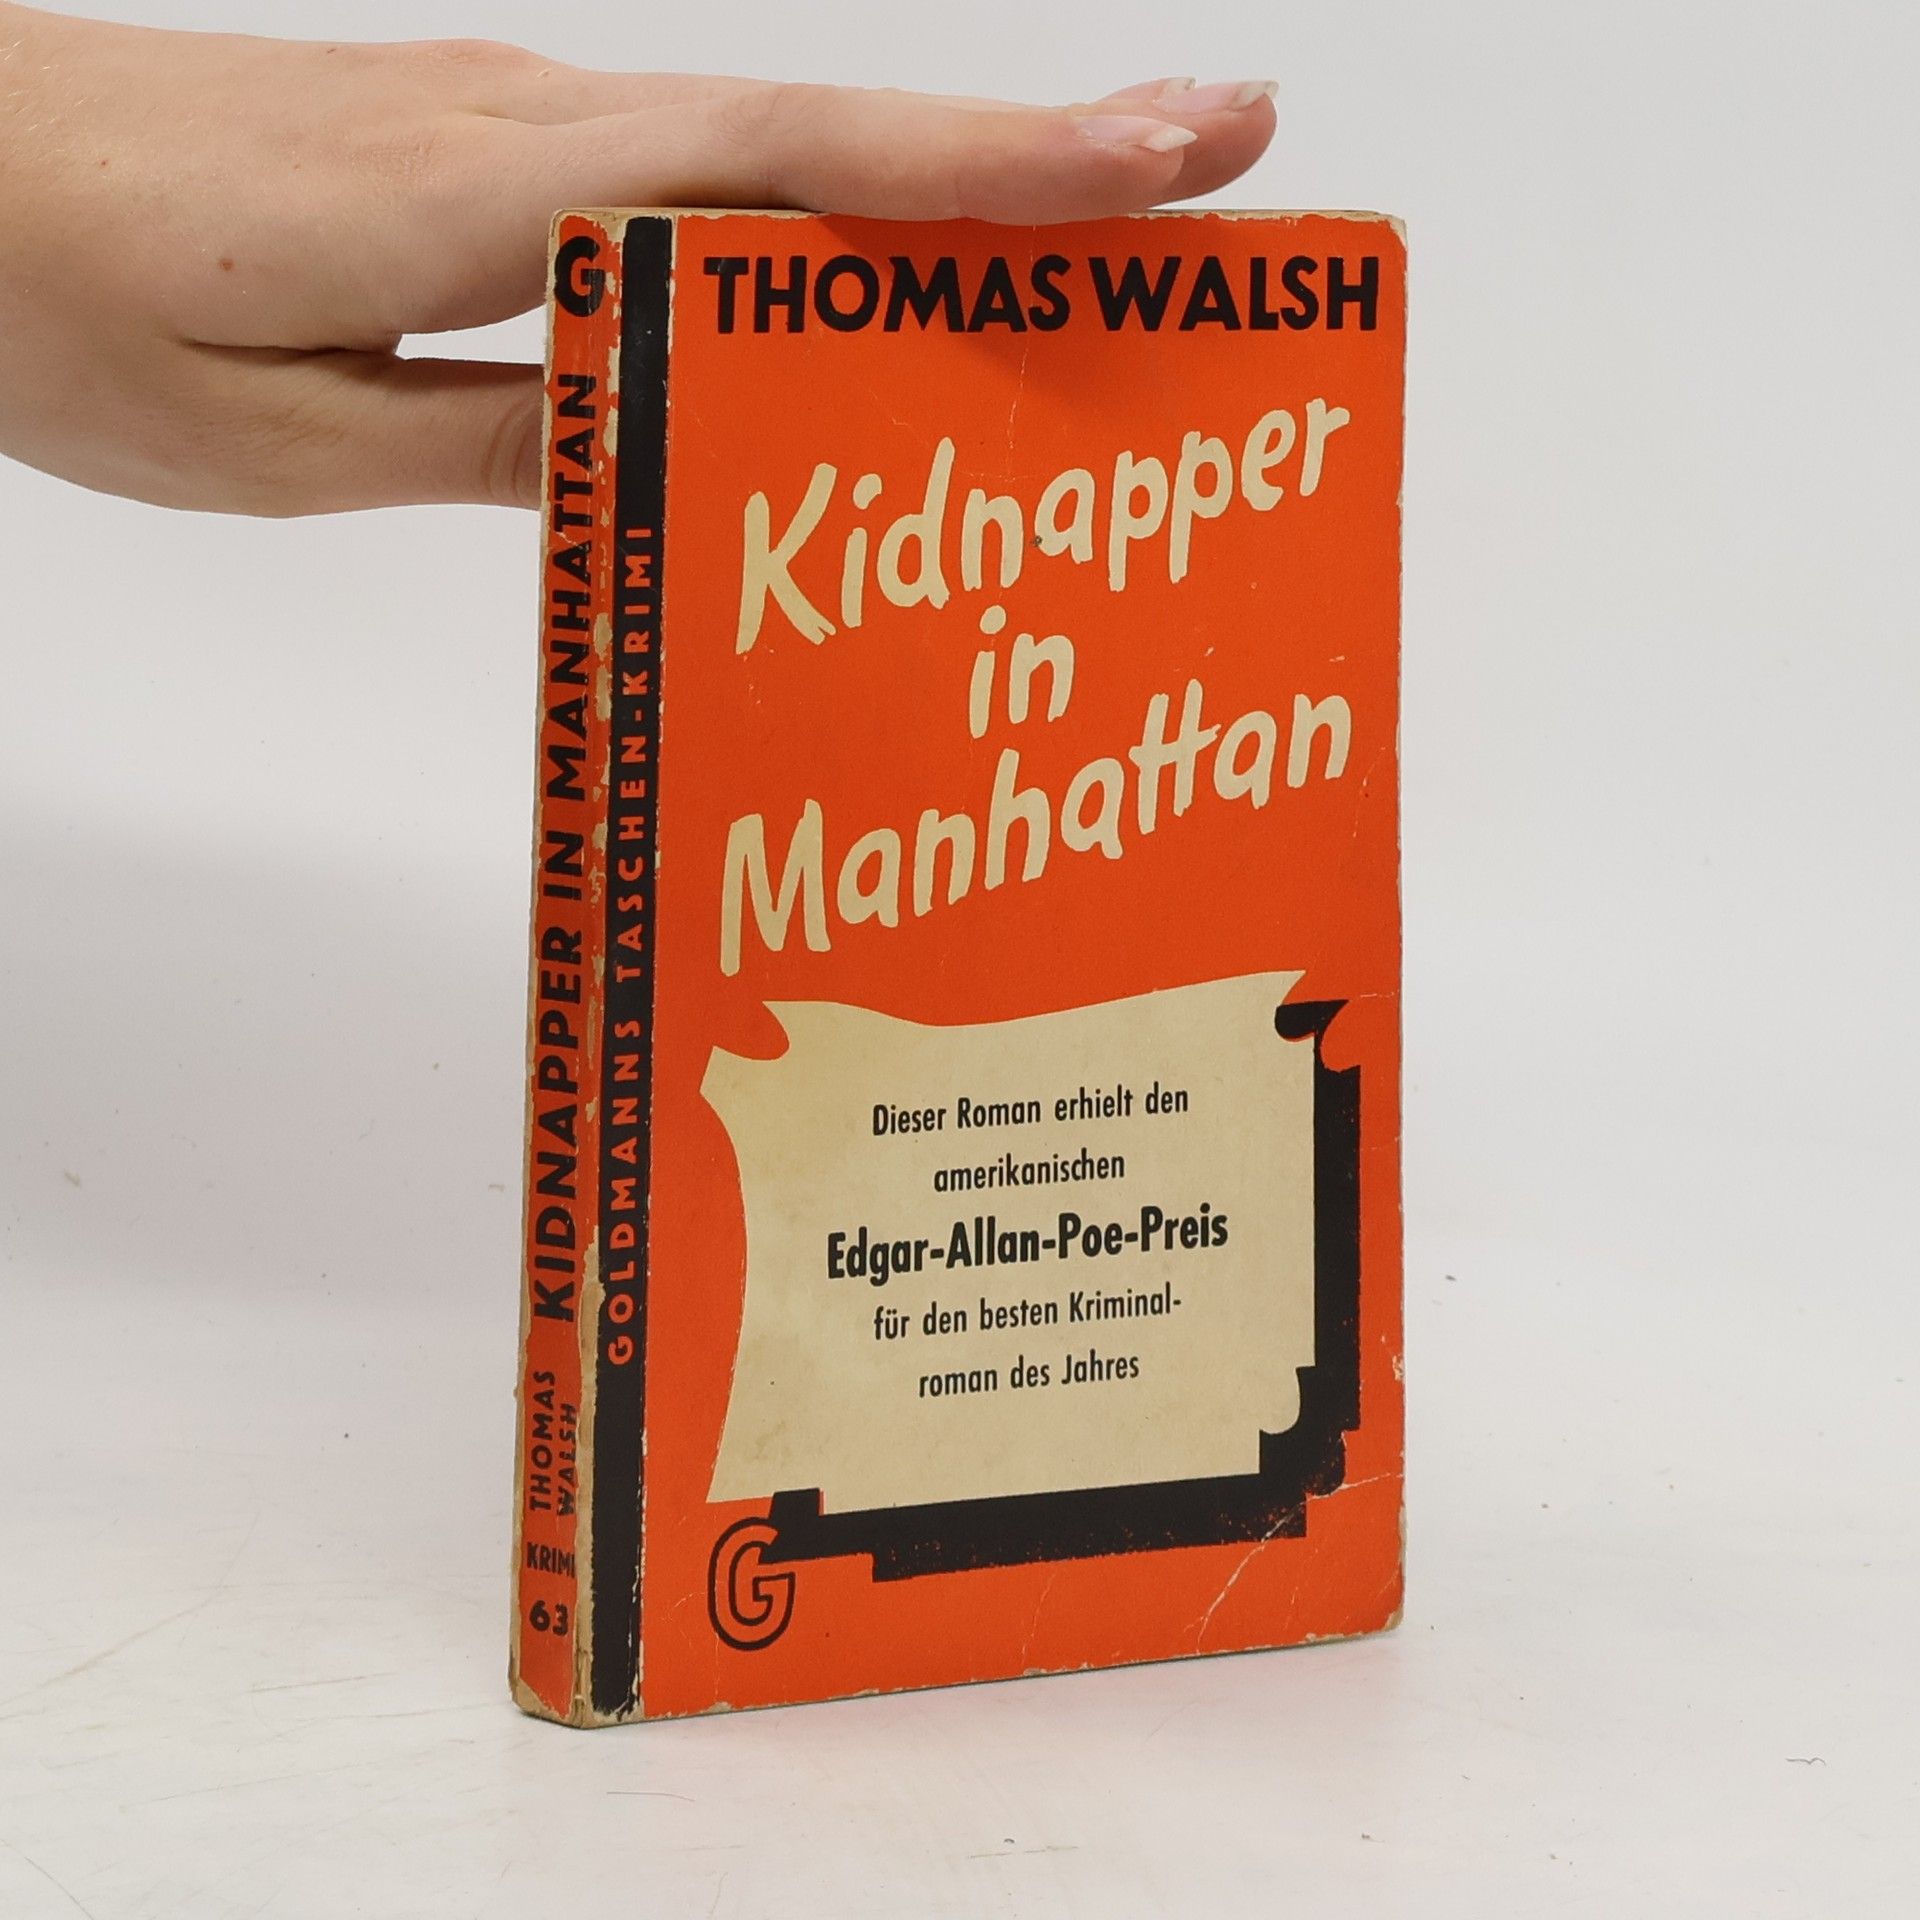 THOMAS WALSH
Kidnapper
in
Manhattan
Dieser Roman erhielt den
amerikanischen
Edgar-Allan-Poe-Preis
für den besten Kriminal-
roman des Jahres
G
G
KIDNAPPER IN MANHATTAN
THOMAS
WALSH
KRIMI
63
GOLDMANNS TASCHEN-KRIMI